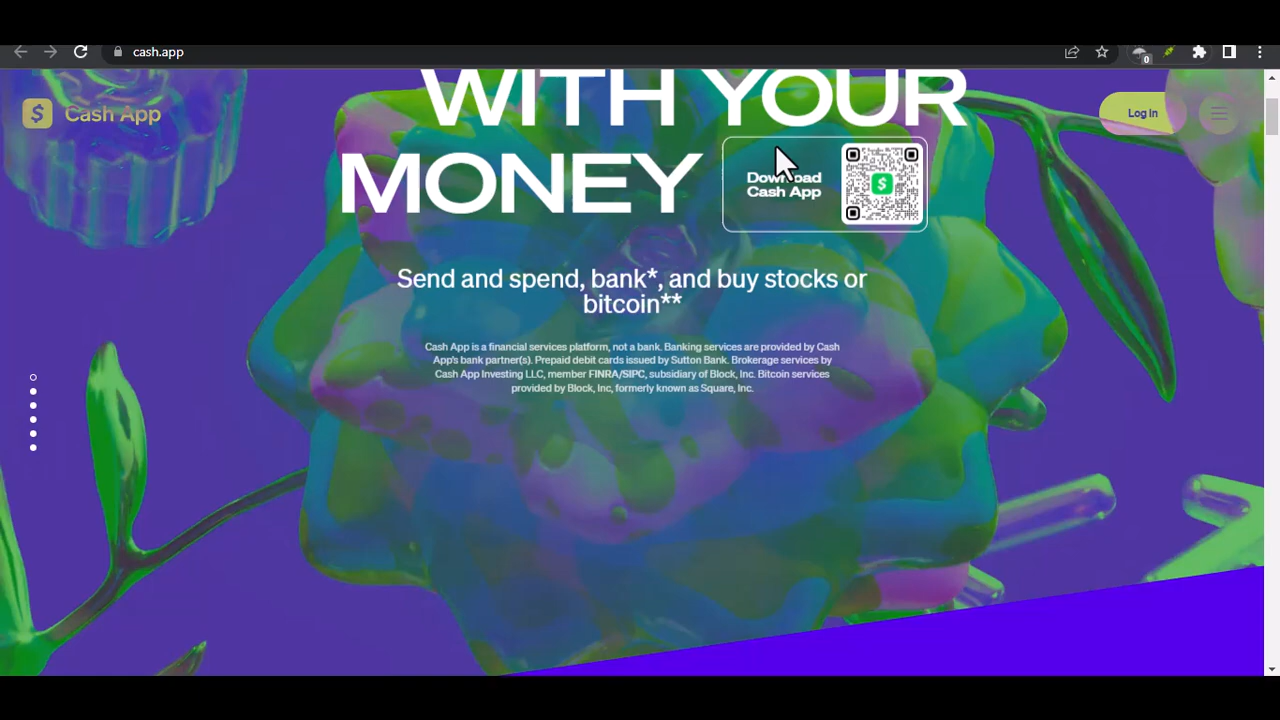 cash.app
0
WITH YOUR
Cash App
Log in
MONEY
Download
Cash App
Send and spend, bank*, and buy stocks or
bitcoin**
Cash App is a financial services platform, not a bank. Banking services are provided by Cash
App's bank partner(s). Prepaid debit cards issued by Sutton Bank. Brokerage services by
Cash App Investing LLC, member FINRA/SIPC, subsidiary of Block, Inc. Bitcoin services
provided by Block, Inc, formerly known as Square, Inc.